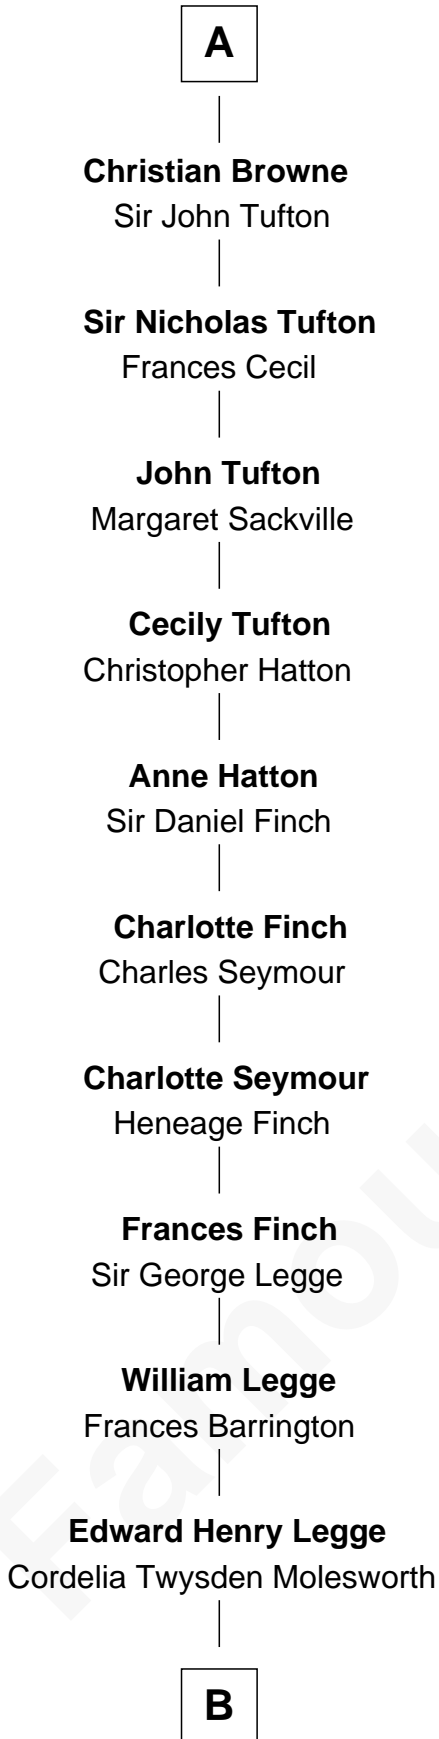 A
Christian Browne
Sir John Tufton
Sir Nicholas Tufton
Frances Cecil
John Tufton
Margaret Sackville
Cecily Tufton
Christopher Hatton
Anne Hatton
Sir Daniel Finch
Charlotte Finch
Charles Seymour
Charlotte Seymour
Heneage Finch
Frances Finch
Sir George Legge
William Legge
Frances Barrington
Edward Henry Legge
Cordelia Twysden Molesworth
B